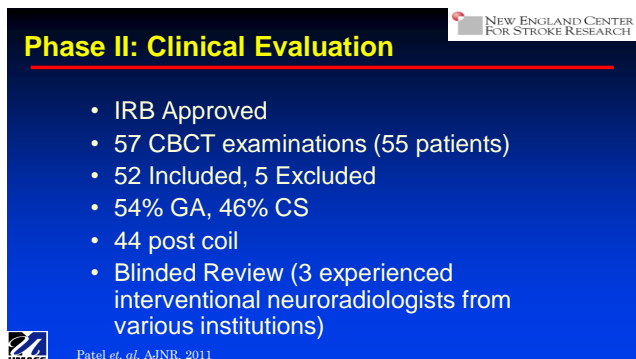 NEW ENGLAND CENTER
FOR STROKE RESEARCH
Phase II: Clinical Evaluation
• IRB Approved
• 57 CBCT examinations (55 patients)
• 52 Included, 5 Excluded
• 54% GA, 46% CS
• 44 post coil
• Blinded Review (3 experienced
interventional neuroradiologists from
various institutions)
Patel et. al, AJNR, 2011